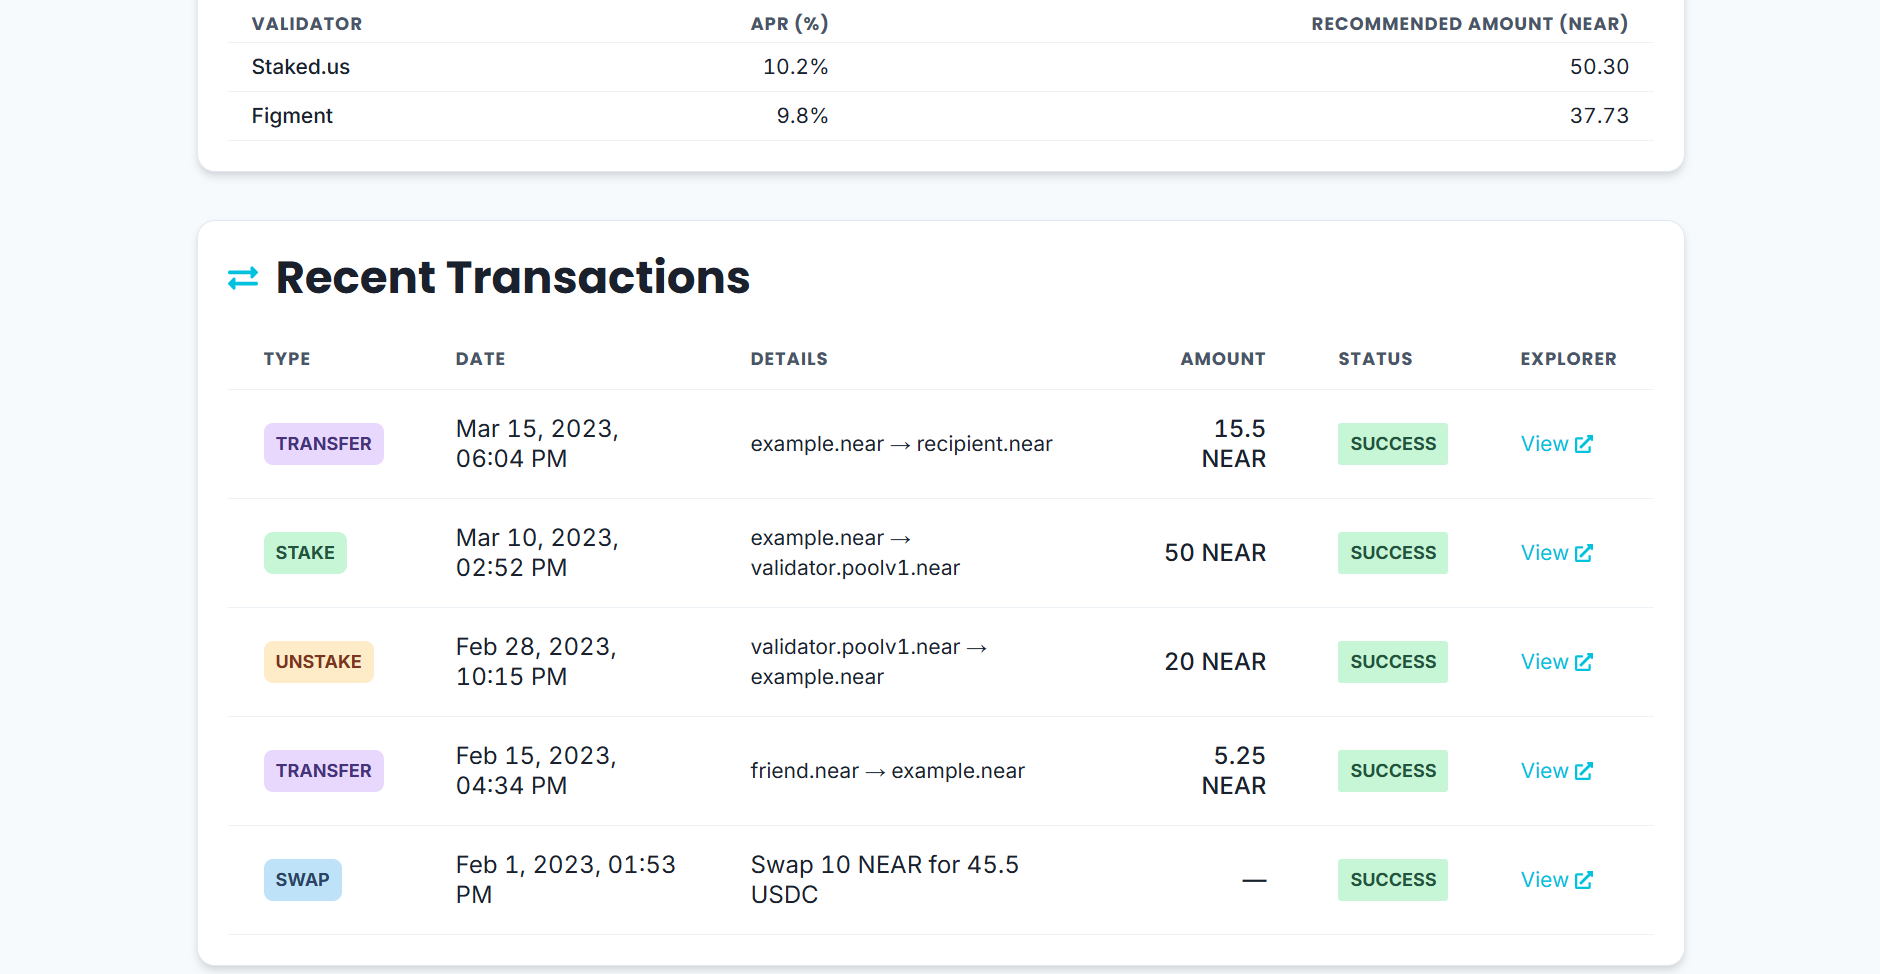 VALIDATOR APR (%) RECOMMENDED AMOUNT (NEAR)
Staked.us 10.2% 50.30
Figment 9.8% 37.73
Recent Transactions
TYPE DATE DETAILS AMOUNT STATUS EXPLORER
TRANSFER
Mar 15, 2023,
06:04 PM
example.near → recipient.near
15.5
NEAR
SUCCESS
View
STAKE
Mar 10, 2023,
02:52 PM
example.near →
validator.poolv1.near
50 NEAR
SUCCESS
View
UNSTAKE
Feb 28, 2023,
10:15 PM
validator.poolv1.near →
example.near
20 NEAR
SUCCESS
View
TRANSFER
Feb 15, 2023,
04:34 PM
friend.near → example.near
5.25
NEAR
SUCCESS
View
SWAP
Feb 1, 2023, 01:53
PM
Swap 10 NEAR for 45.5
USDC
—
SUCCESS
View